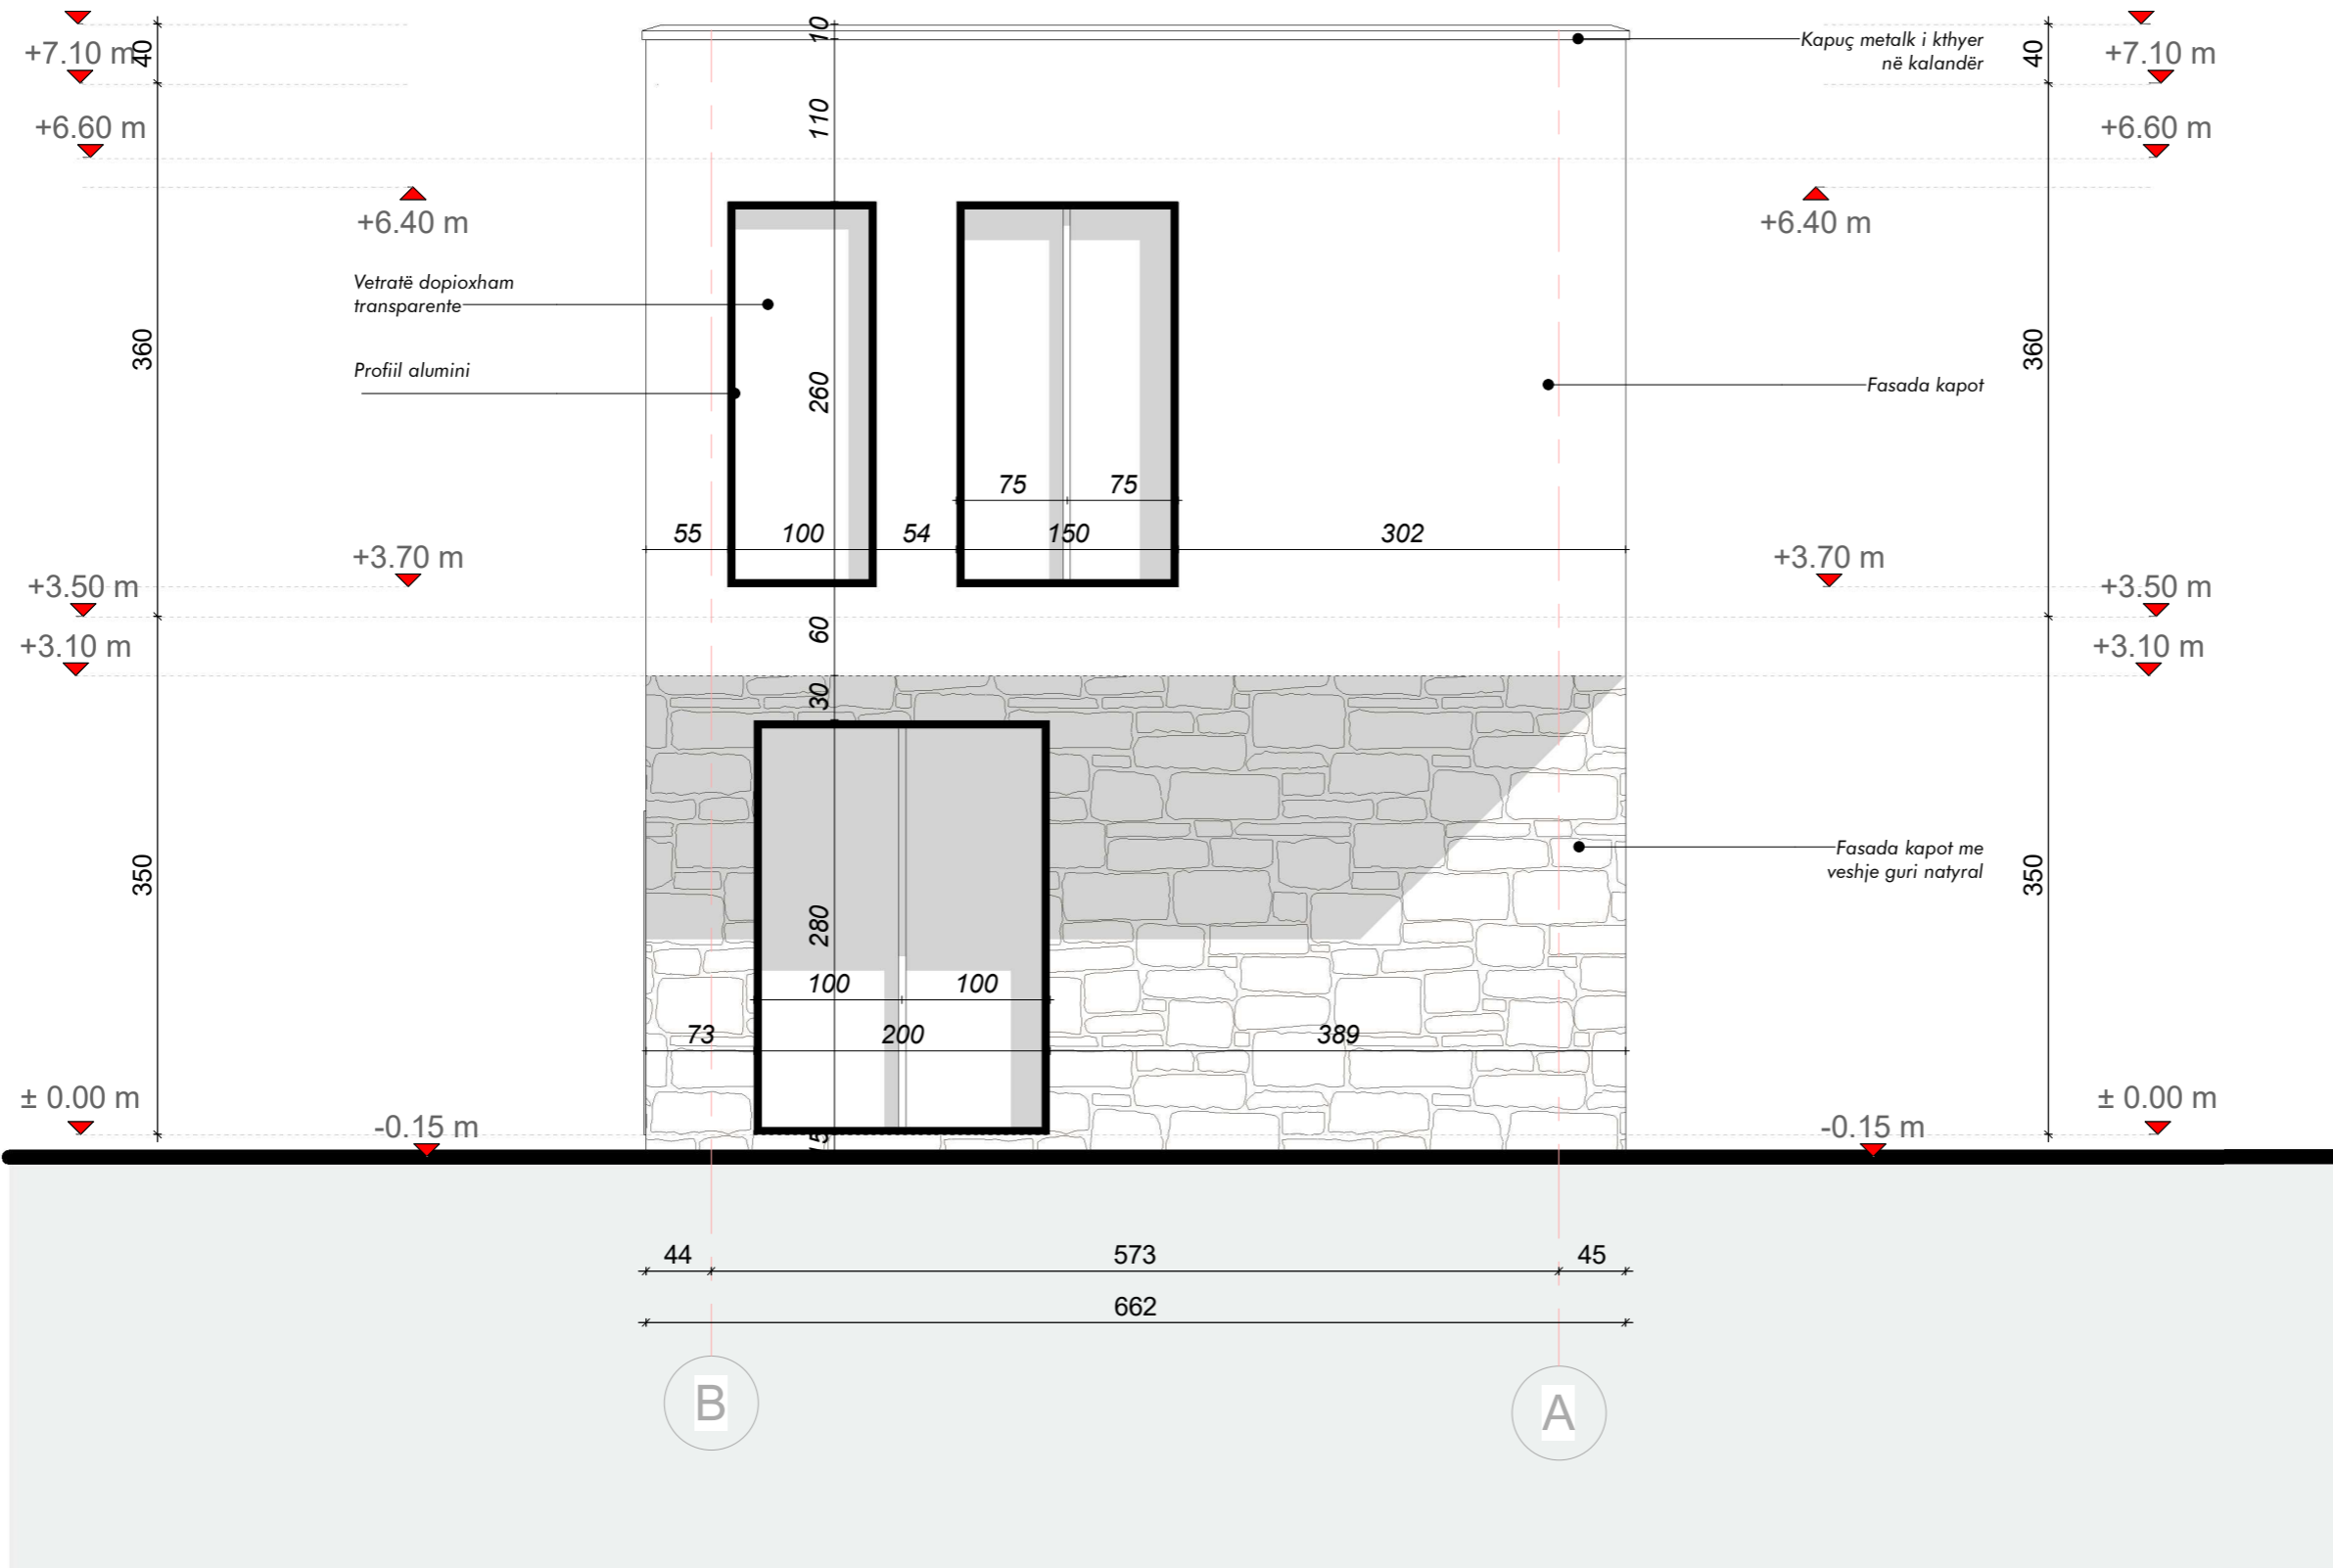 10
Kapuç metalk i kthyer
në kalandër
+7.10 m
40
40
+7.10 m
110
+6.60 m
+6.60 m
+6.40 m
+6.40 m
Vetratë dopioxham
transparente
360
360
Profiil alumini
260
Fasada kapot
75
75
55
100
54
150
302
+3.70 m
+3.70 m
+3.50 m
+3.50 m
60
+3.10 m
+3.10 m
30
Fasada kapot me
veshje guri natyral
350
350
280
100
100
73
200
389
± 0.00 m
± 0.00 m
-0.15 m
-0.15 m
44
573
45
662
B
A